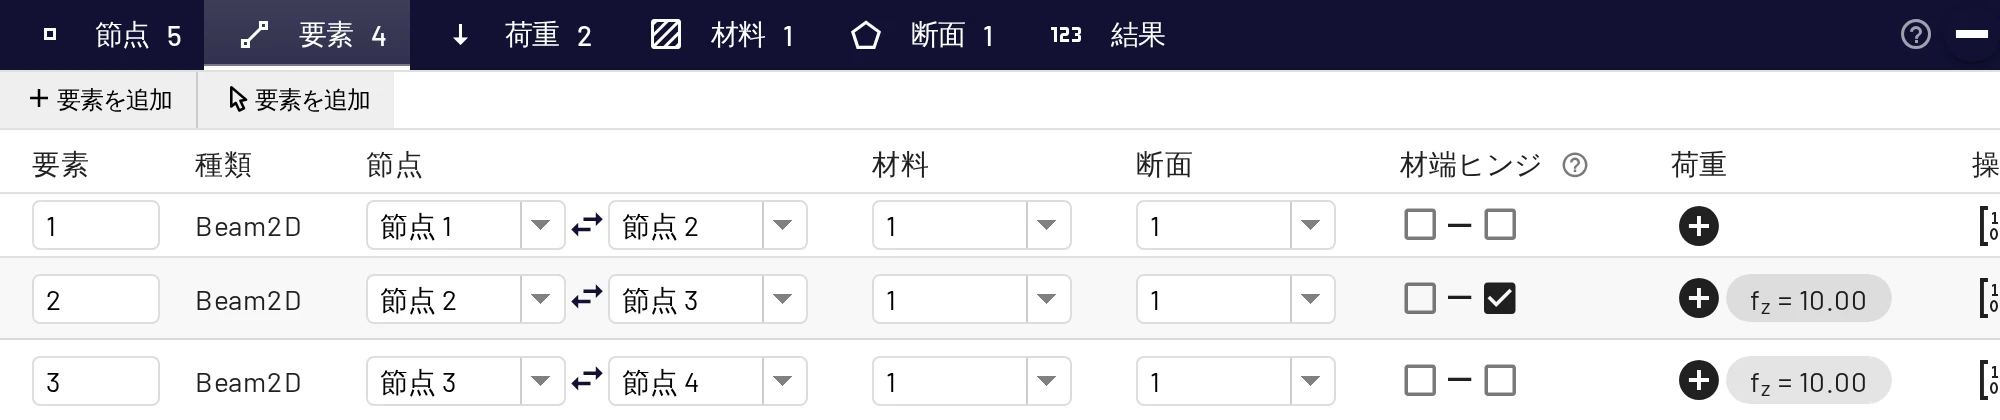 節点 5 要素 4 荷重 2 材料 1 断面 1 123 結果 ?
+ 要素を追加 要素を追加
要素 種類 節点 材料 断面 材端ヒンジ ? 荷重 操
1 Beam2D 節点 1 節点 2 1 1
2 Beam2D 節点 2 節点 3 1 1 fz = 10.00
3 Beam2D 節点 3 節点 4 1 1 fz = 10.00